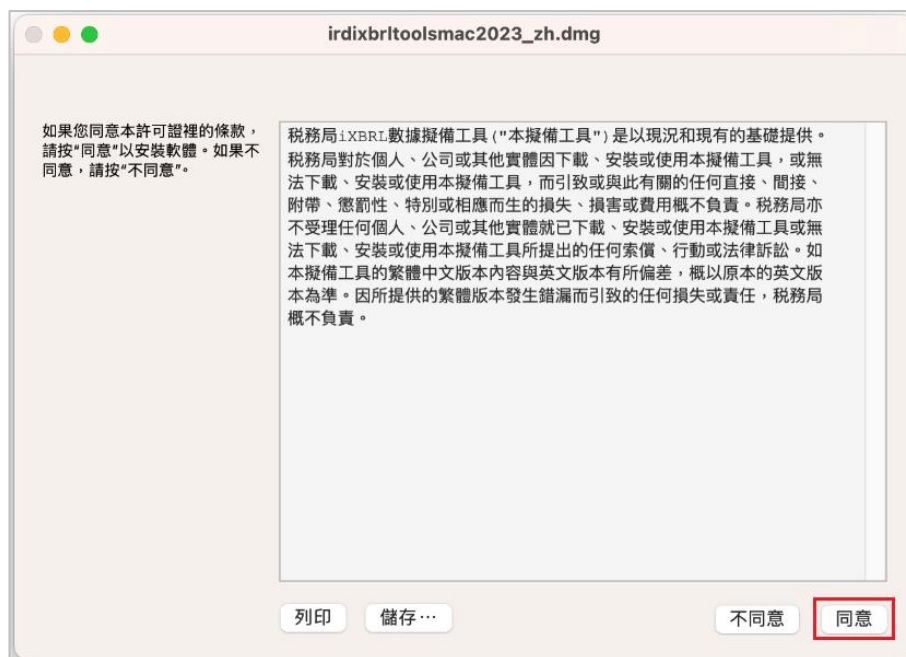 irdixbrltoolsmac2023_zh.dmg
如果您同意本許可證裡的條款，
請按"同意"以安裝軟體。如果不
同意，請按"不同意"。
税務局iXBRL數據擬備工具("本擬備工具")是以現況和現有的基礎提供。
税務局對於個人、公司或其他實體因下載、安裝或使用本擬備工具，或無
法下載、安裝或使用本擬備工具，而引致或與此有關的任何直接、間接、
附帶、懲罰性、特別或相應而生的損失、損害或費用概不負責。税務局亦
不受理任何個人、公司或其他實體就已下載、安裝或使用本擬備工具或無
法下載、安裝或使用本擬備工具所提出的任何索償、行動或法律訴訟。如
本擬備工具的繁體中文版本內容與英文版本有所偏差，概以原本的英文版
本為準。因所提供的繁體版本發生錯漏而引致的任何損失或責任，税務局
概不負責。
列印
儲存⋯
不同意
同意